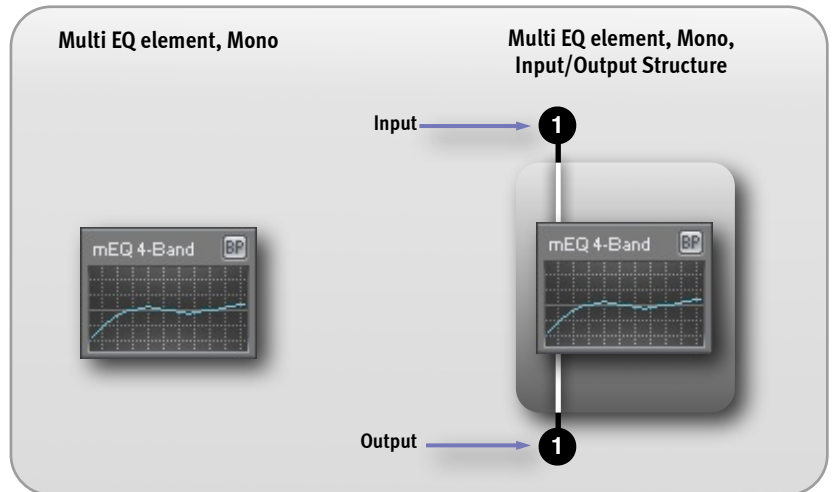 Multi EQ element, Mono
mEQ 4-Band BP
Multi EQ element, Mono,
Input/Output Structure
Input
1
mEQ 4-Band BP
Output
1